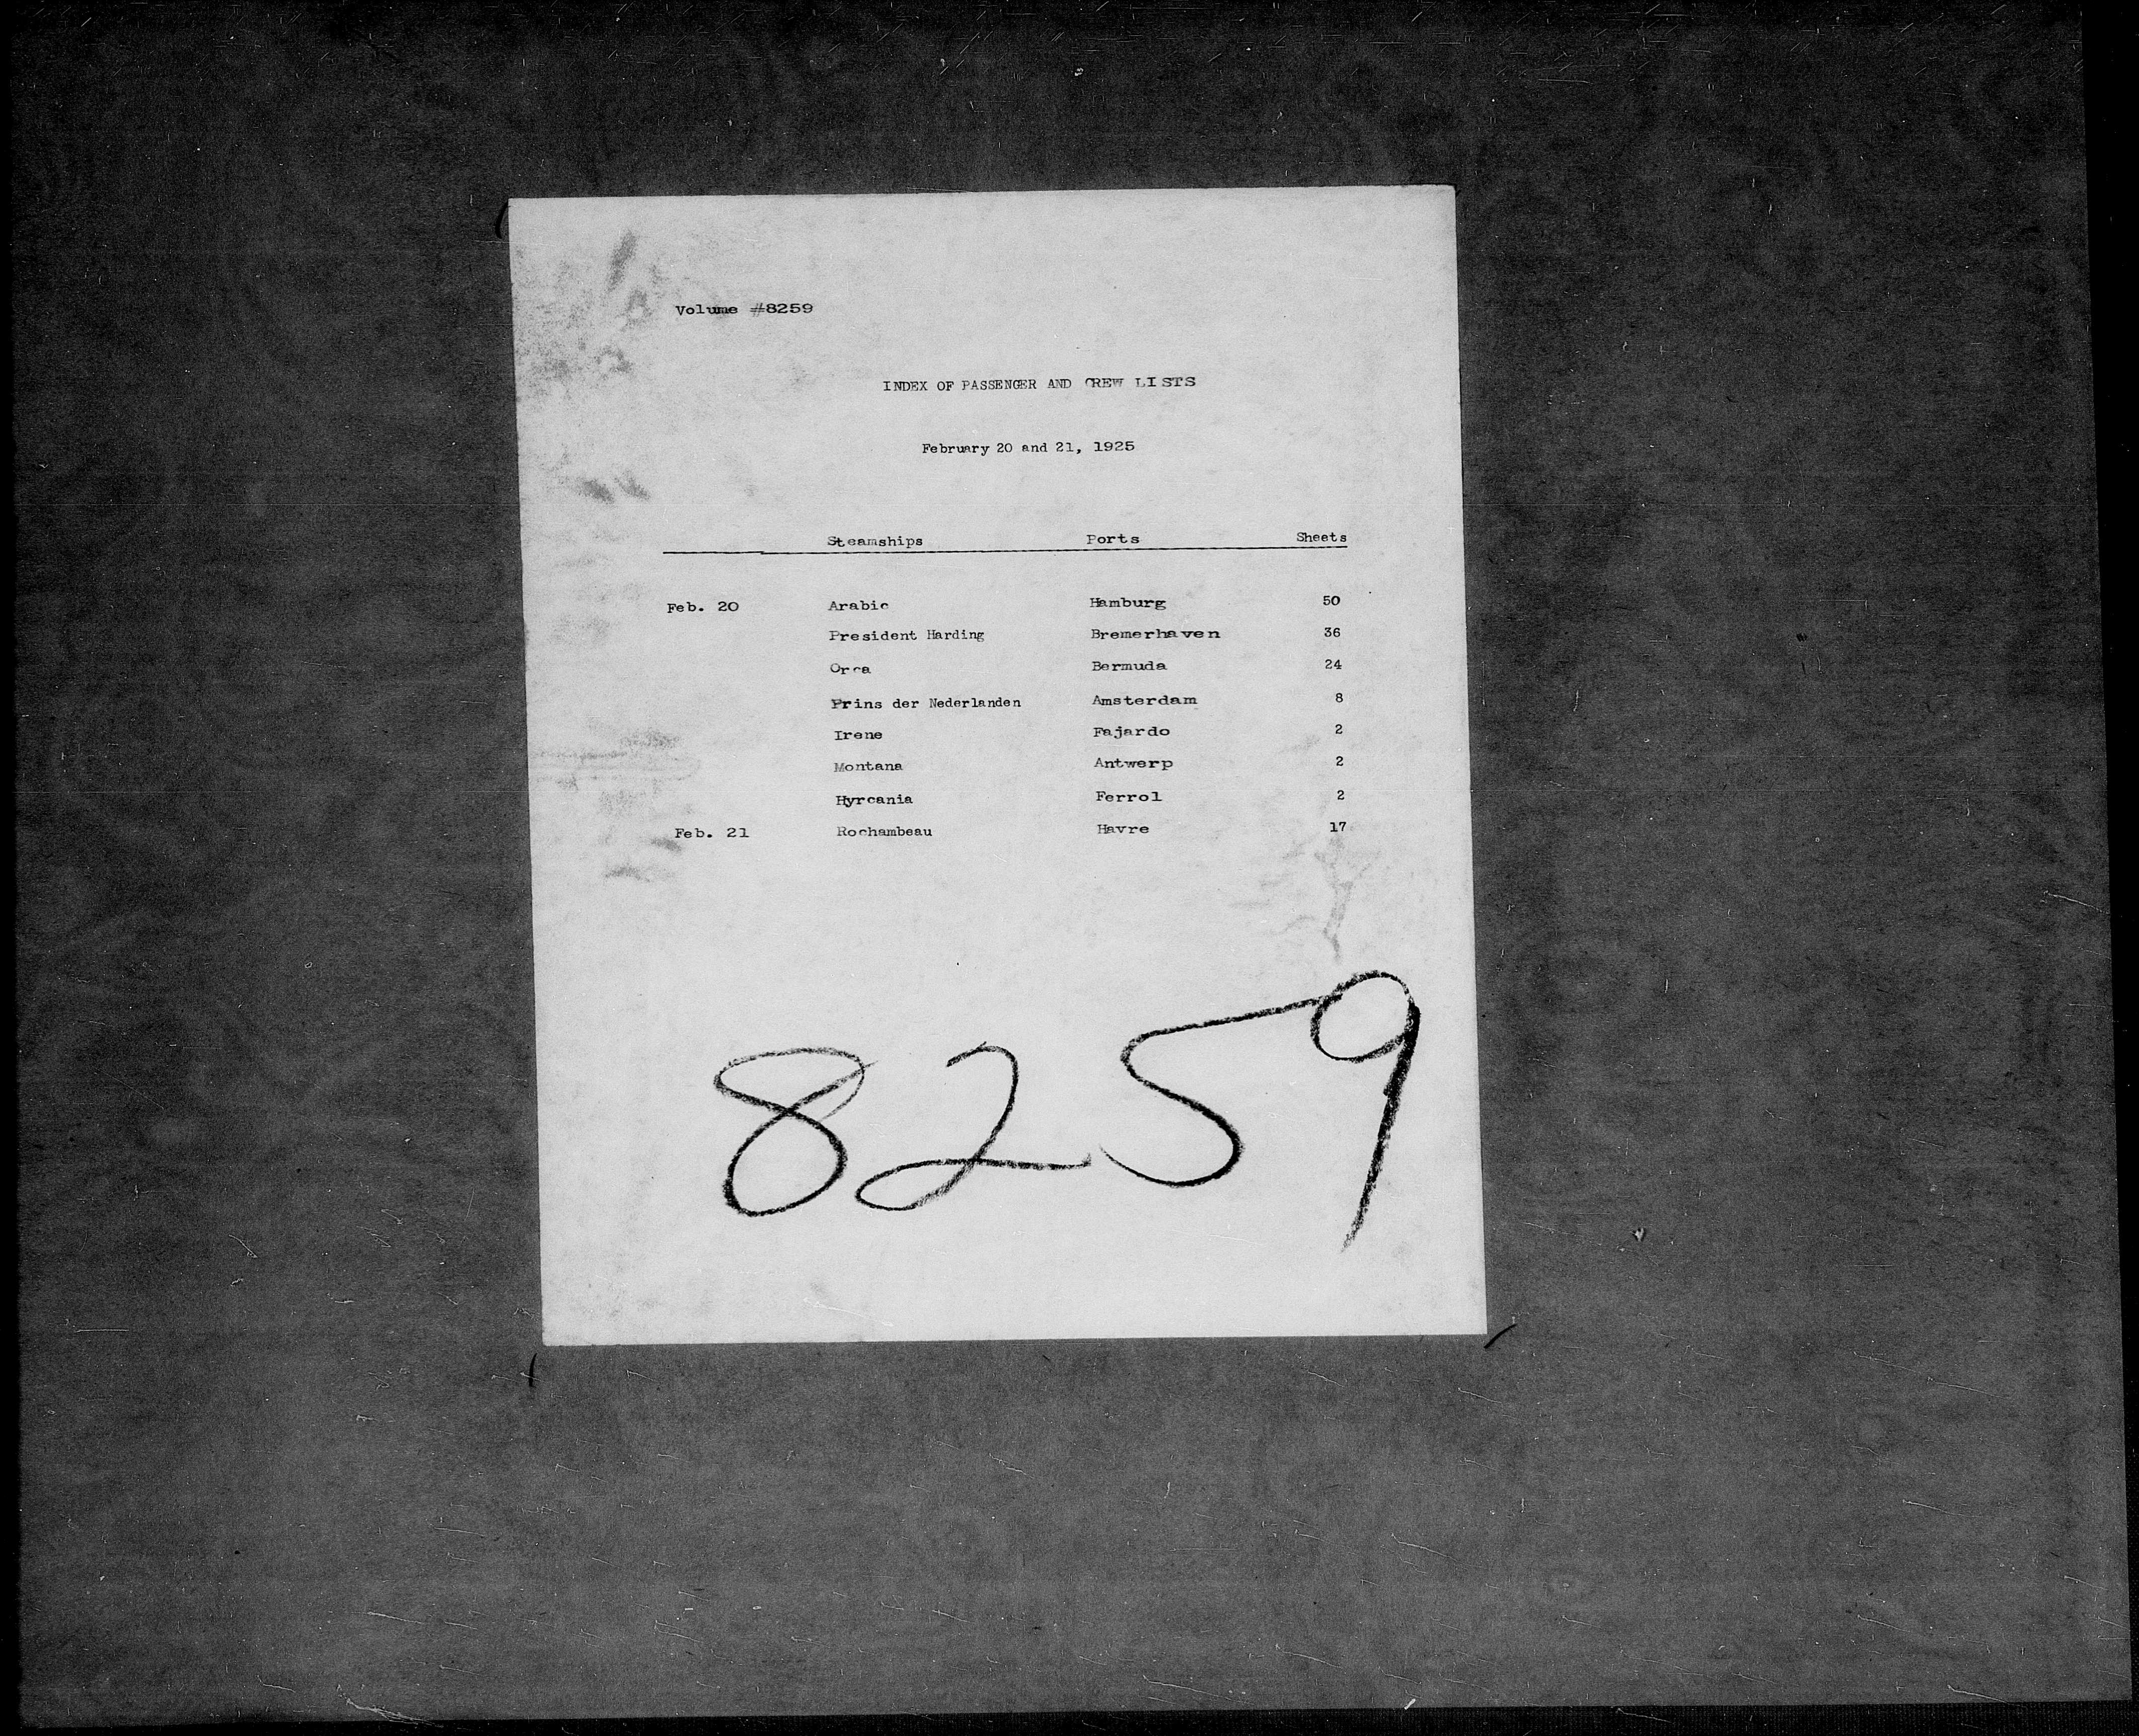 Volume #8259
INDEX OF PASSENGER AND CREW LISTS
February 20 and 21, 1925
Steamships Ports Sheets
Feb. 20 Arabic Hamburg 50
President Harding Bremerhaven 36
Orca Bermuda 24
Prins der Nederlanden Amsterdam 8
Irene Fajardo 2
Montana Antwerp 2
Hyrcania Ferrol 2
Feb. 21 Rochambeau Havre 17
8259